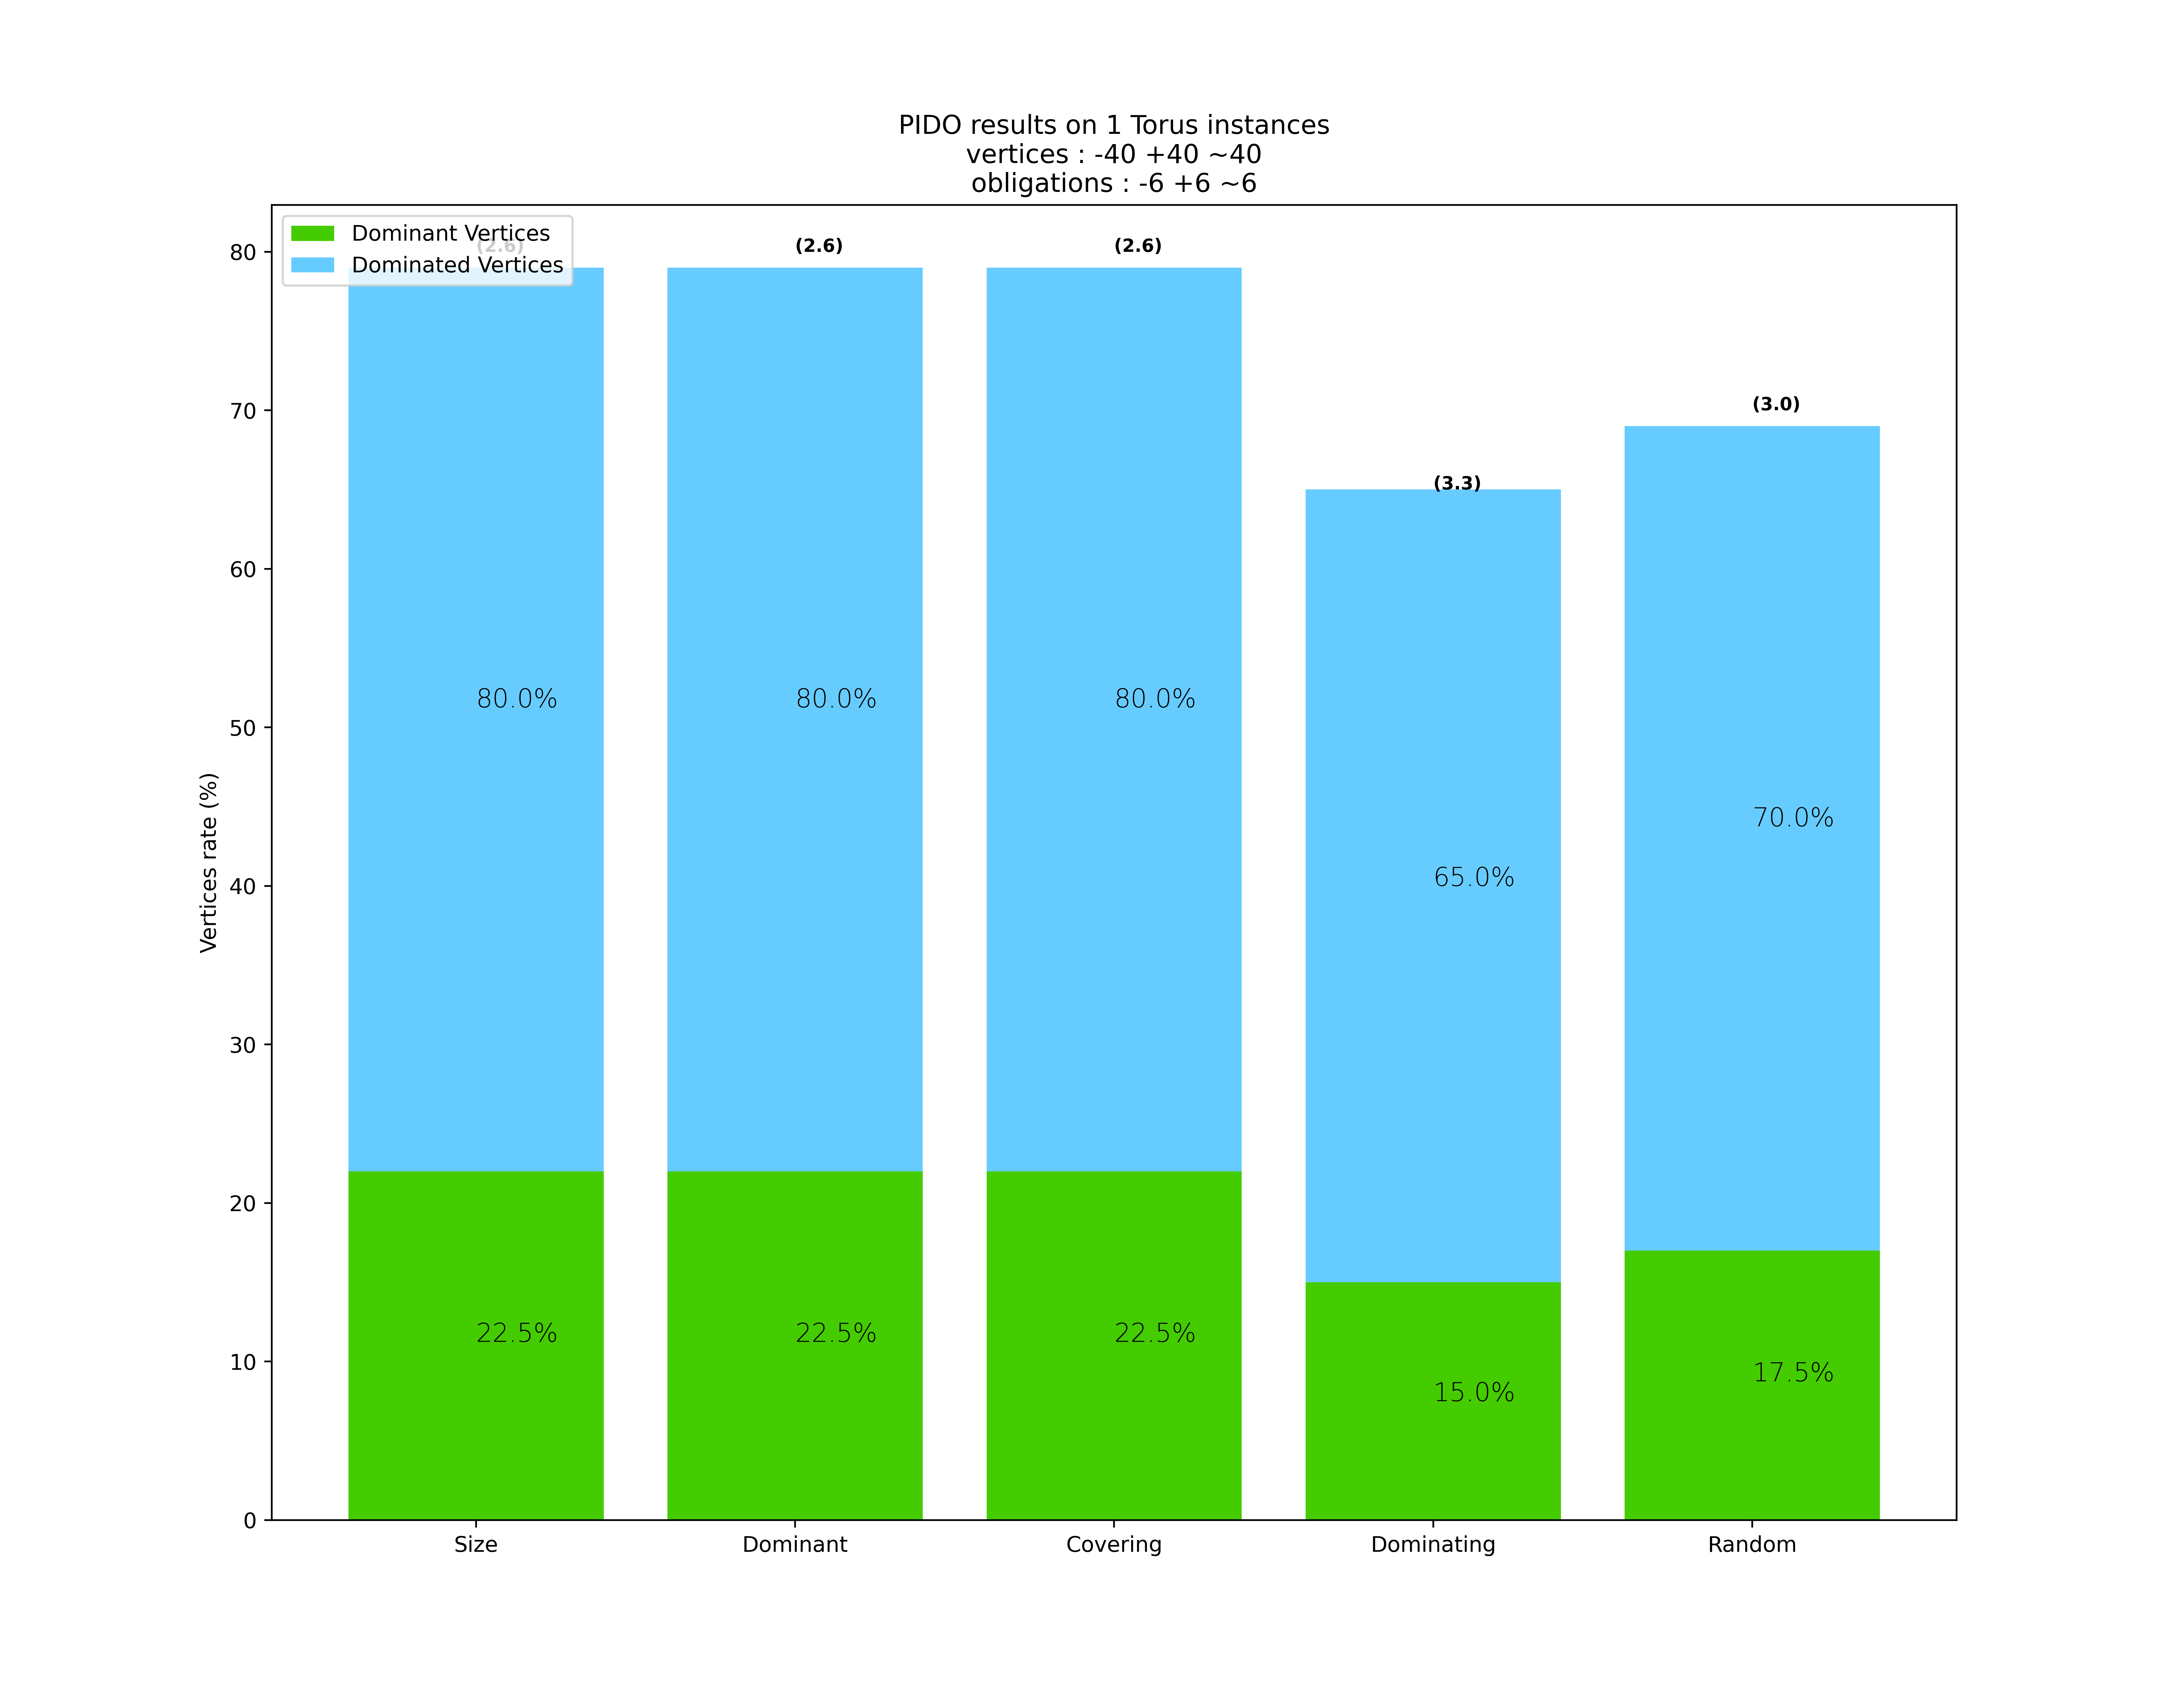 PIDO results on 1 Torus instances
vertices : -40 +40 ~40
obligations : -6 +6 ~6
Dominant Vertices
Dominated Vertices
(2.6)
(2.6)
(2.6)
(3.3)
(3.0)
80.0%
80.0%
80.0%
65.0%
70.0%
22.5%
22.5%
22.5%
15.0%
17.5%
Vertices rate (%)
80
70
60
50
40
30
20
10
0
Size
Dominant
Covering
Dominating
Random